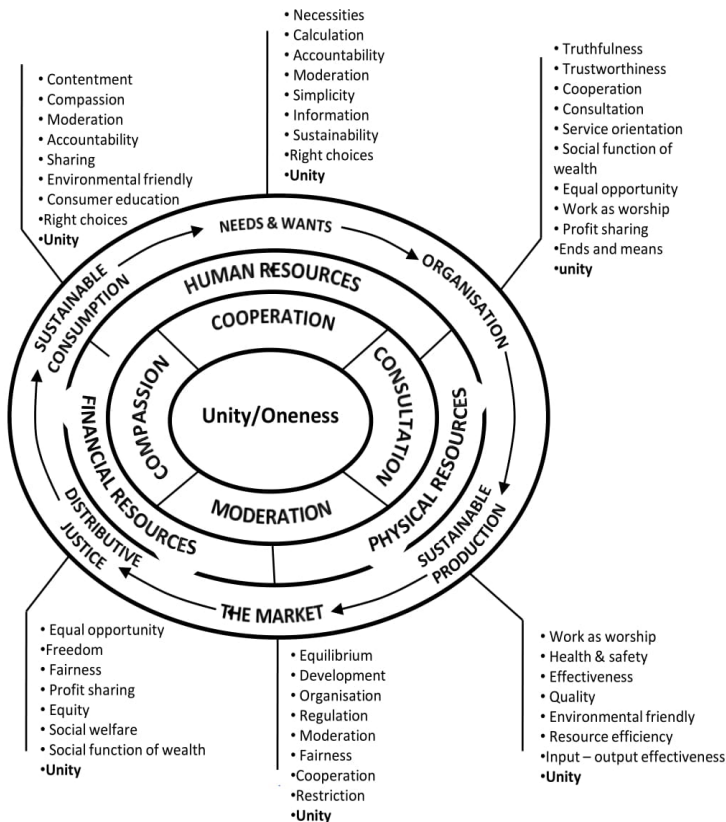 • Necessities
• Calculation
• Accountability
• Moderation
• Simplicity
• Information
• Sustainability
•Right choices
•Unity
• Contentment
• Compassion
• Moderation
• Accountability
• Sharing
• Environmental friendly
• Consumer education
•Right choices
•Unity
• Truthfulness
• Trustworthiness
• Cooperation
• Consultation
• Service orientation
• Social function of
wealth
• Equal opportunity
• Work as worship
• Profit sharing
•Ends and means
•unity
NEEDS & WANTS
ORGANISATION
SUSTAINABLE
PRODUCTION
THE MARKET
DISTRIBUTIVE
JUSTICE
SUSTAINABLE
CONSUMPTION
HUMAN RESOURCES
PHYSICAL RESOURCES
FINANCIAL RESOURCES
COOPERATION
CONSULTATION
MODERATION
COMPASSION
Unity/Oneness
• Equal opportunity
•Freedom
• Fairness
• Profit sharing
• Equity
• Social welfare
• Social function of wealth
•Unity
• Equilibrium
• Development
• Organisation
• Regulation
• Moderation
• Fairness
•Cooperation
•Restriction
•Unity
• Work as worship
• Health & safety
• Effectiveness
• Quality
• Environmental friendly
• Resource efficiency
•Input – output effectiveness
•Unity